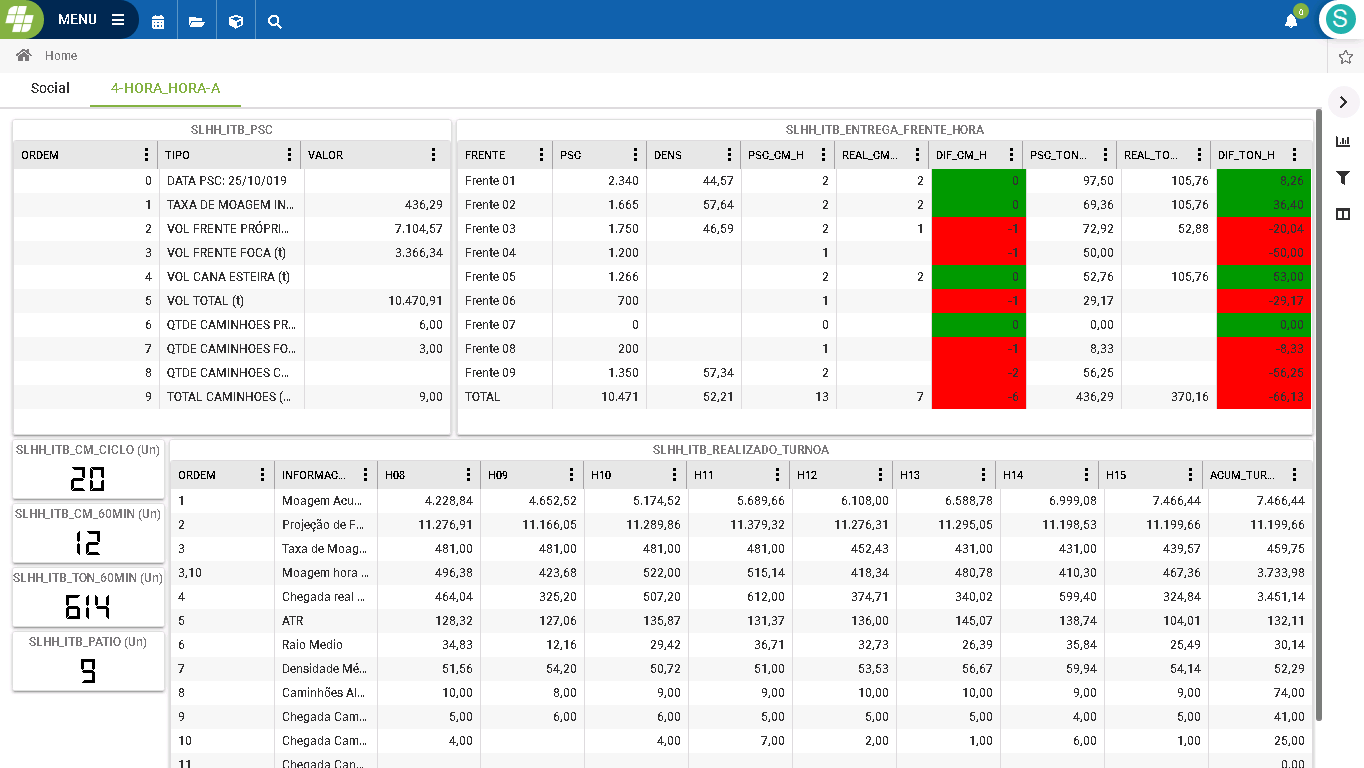 MENU
0
S
Home
Social 4-HORA_HORA-A
SLHH_ITB_PSC
ORDEM TIPO VALOR
0 DATA PSC: 25/10/019
1 TAXA DE MOAGEM IN... 436,29
2 VOL FRENTE PRÓPRI... 7.104,57
3 VOL FRENTE FOCA (t) 3.366,34
4 VOL CANA ESTEIRA (t)
5 VOL TOTAL (t) 10.470,91
6 QTDE CAMINHOES PR... 6,00
7 QTDE CAMINHOES FO... 3,00
8 QTDE CAMINHOES C...
9 TOTAL CAMINHOES (... 9,00
SLHH_ITB_ENTREGA_FRENTE_HORA
FRENTE PSC DENS PSC_CM_H REAL_CM... DIF_CM_H PSC_TON... REAL_TO... DIF_TON_H
Frente 01 2.340 44,57 2 2 0 97,50 105,76 8,26
Frente 02 1.665 57,64 2 2 0 69,36 105,76 36,40
Frente 03 1.750 46,59 2 1 -1 72,92 52,88 -20,04
Frente 04 1.200 1 -1 50,00 -50,00
Frente 05 1.266 2 2 0 52,76 105,76 53,00
Frente 06 700 1 -1 29,17 -29,17
Frente 07 0 0 0 0,00 0,00
Frente 08 200 1 -1 8,33 -8,33
Frente 09 1.350 57,34 2 -2 56,25 -56,25
TOTAL 10.471 52,21 13 7 -6 436,29 370,16 -66,13
SLHH_ITB_CM_CICLO (Un)
20
SLHH_ITB_CM_60MIN (Un)
12
SLHH_ITB_TON_60MIN (Un)
614
SLHH_ITB_PATIO (Un)
9
SLHH_ITB_REALIZADO_TURNOA
ORDEM INFORMAC... H08 H09 H10 H11 H12 H13 H14 H15 ACUM_TUR...
1 Moagem Acu... 4.228,84 4.652,52 5.174,52 5.689,66 6.108,00 6.588,78 6.999,08 7.466,44 7.466,44
2 Projeção de F... 11.276,91 11.166,05 11.289,86 11.379,32 11.276,31 11.295,05 11.198,53 11.199,66 11.199,66
3 Taxa de Moag... 481,00 481,00 481,00 481,00 452,43 431,00 431,00 439,57 459,75
3,10 Moagem hora ... 496,38 423,68 522,00 515,14 418,34 480,78 410,30 467,36 3.733,98
4 Chegada real ... 464,04 325,20 507,20 612,00 374,71 340,02 599,40 324,84 3.451,14
5 ATR 128,32 127,06 135,87 131,37 136,00 145,07 138,74 104,01 132,11
6 Raio Medio 34,83 12,16 29,42 36,71 32,73 26,39 35,84 25,49 30,14
7 Densidade Mé... 51,56 54,20 50,72 51,00 53,53 56,67 59,94 54,14 52,29
8 Caminhões Al... 10,00 8,00 9,00 9,00 10,00 10,00 9,00 9,00 74,00
9 Chegada Cam... 5,00 6,00 6,00 5,00 5,00 5,00 4,00 5,00 41,00
10 Chegada Cam... 4,00 4,00 7,00 2,00 1,00 6,00 1,00 25,00
11 Chegada Can... 0,00